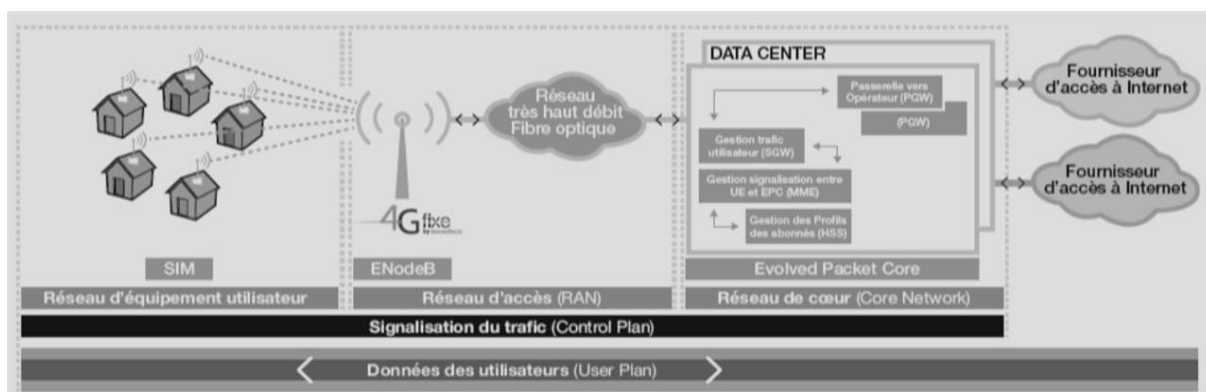 DATA CENTER
Passerelle vers
Opérateur (PGW)
(PGW)
Gestion trafic
utilisateur (SGW)
Gestion signalisation entre
UE et EPC (MME)
Gestion des Profils
des abonnés (HSS)
Réseau
très haut débit
Fibre optique
Fournisseur
d'accès à Internet
Fournisseur
d'accès à Internet
4G fixe
SIM
ENodeB
Evolved Packet Core
Réseau d'équipement utilisateur
Réseau d'accès (RAN)
Réseau de cœur (Core Network)
Signalisation du trafic (Control Plan)
Données des utilisateurs (User Plan)